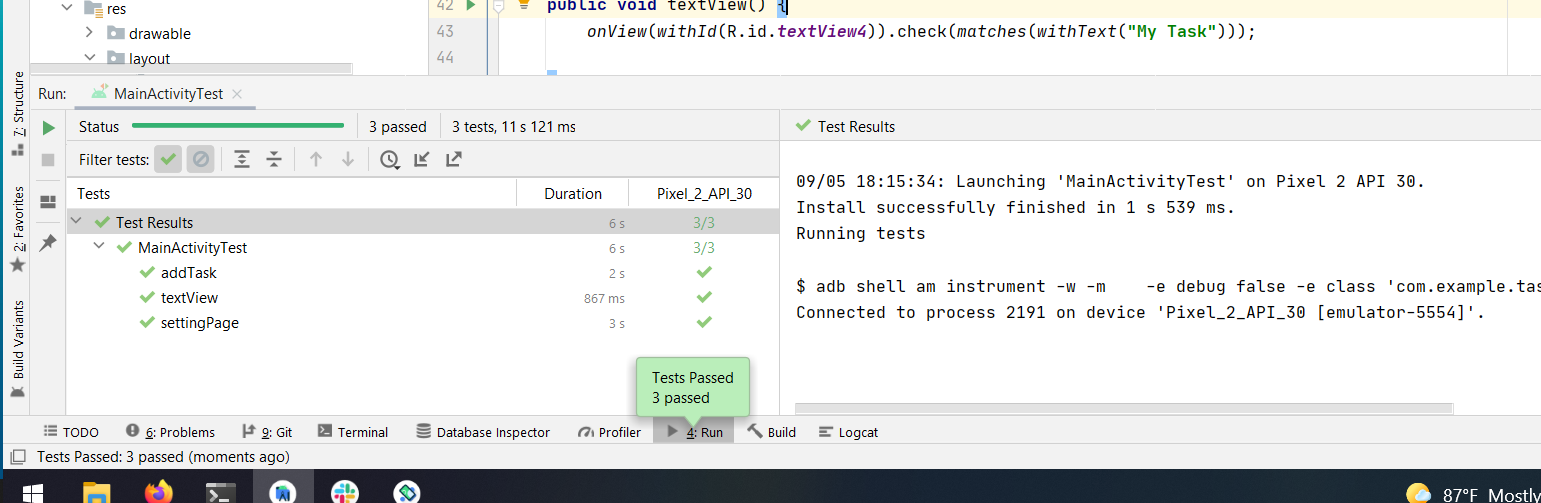 res
drawable
layout
42 public void textView() {
43 onView(withId(R.id.textView4)).check(matches(withText("My Task")));
44
7: Structure
2: Favorites
Build Variants
Run: MainActivityTest
Status 3 passed 3 tests, 11 s 121 ms
Filter tests:
Tests Duration Pixel_2_API_30
Test Results 6 s 3/3
MainActivityTest 6 s 3/3
addTask 2 s
textView 867 ms
settingPage 3 s
Test Results
09/05 18:15:34: Launching 'MainActivityTest' on Pixel 2 API 30.
Install successfully finished in 1 s 539 ms.
Running tests
$ adb shell am instrument -w -m    -e debug false -e class 'com.example.tas
Connected to process 2191 on device 'Pixel_2_API_30 [emulator-5554]'.
Tests Passed
3 passed
TODO 6: Problems 9: Git Terminal Database Inspector Profiler 4: Run Build Logcat
Tests Passed: 3 passed (moments ago)
87°F Mostly